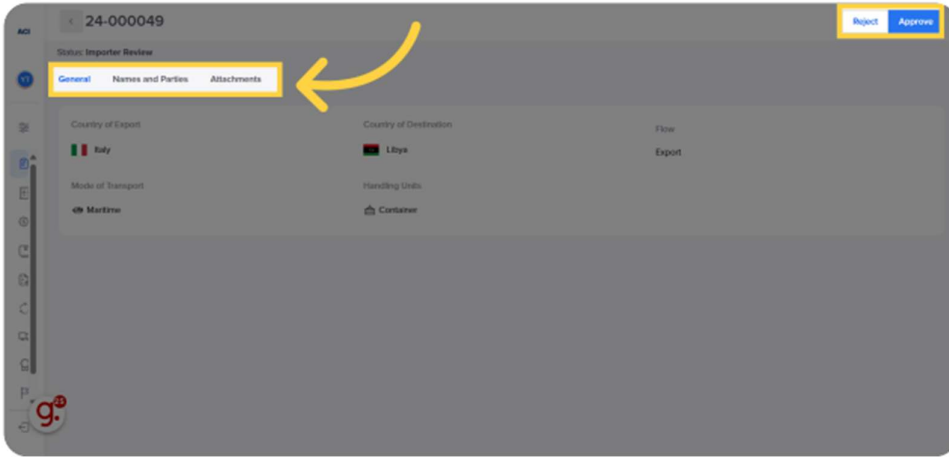 ACI
24-000049
Reject Approve
Status: Importer Review
YT
General Names and Parties Attachments
Country of Export Country of Destination Flow
Italy Libya Export
Mode of Transport Handling Units
Maritime Container
g.